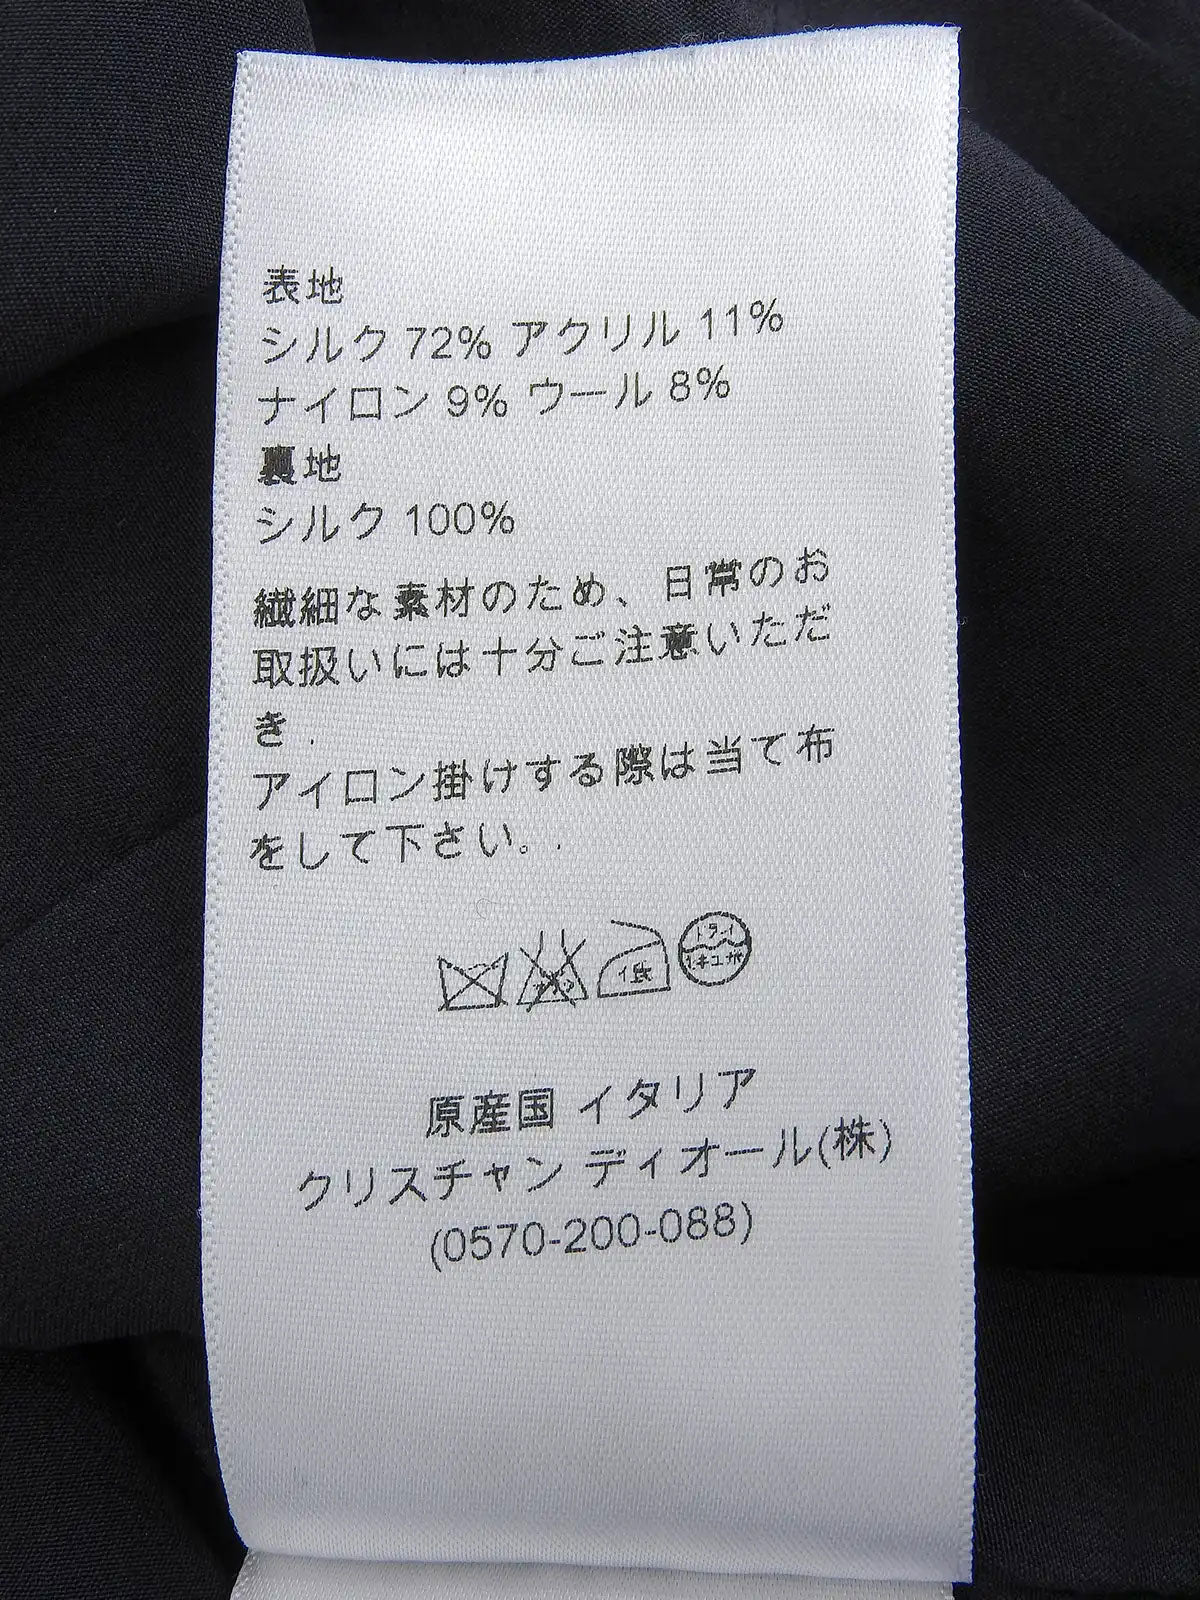 表地
シルク 72% アクリル 11%
ナイロン 9% ウール 8%
裏地
シルク 100%
繊細な素材のため、日常のお
取扱いには十分ご注意いただ
き.
アイロン掛けする際は当て布
をして下さい。.
ドライ
低
原産国 イタリア
クリスチャン ディオール(株)
(0570-200-088)